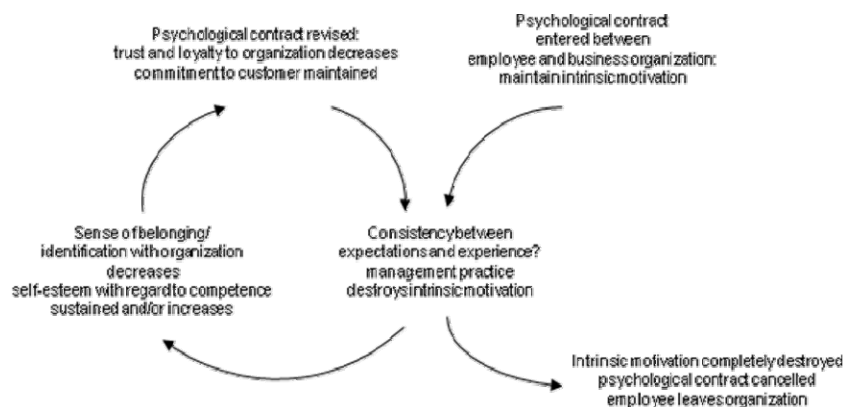 Psychological contract revised:
trust and loyalty to organization decreases
commitment to customer maintained
Psychological contract
entered between
employee and business organization:
maintain intrinsic motivation
Sense of belonging/
identification with organization
decreases
self-esteem with regard to competence
sustained and/or increases
Consistency between
expectations and experience?
management practice
destroys intrinsic motivation
Intrinsic motivation completely destroyed
psychological contract cancelled
employee leaves organization